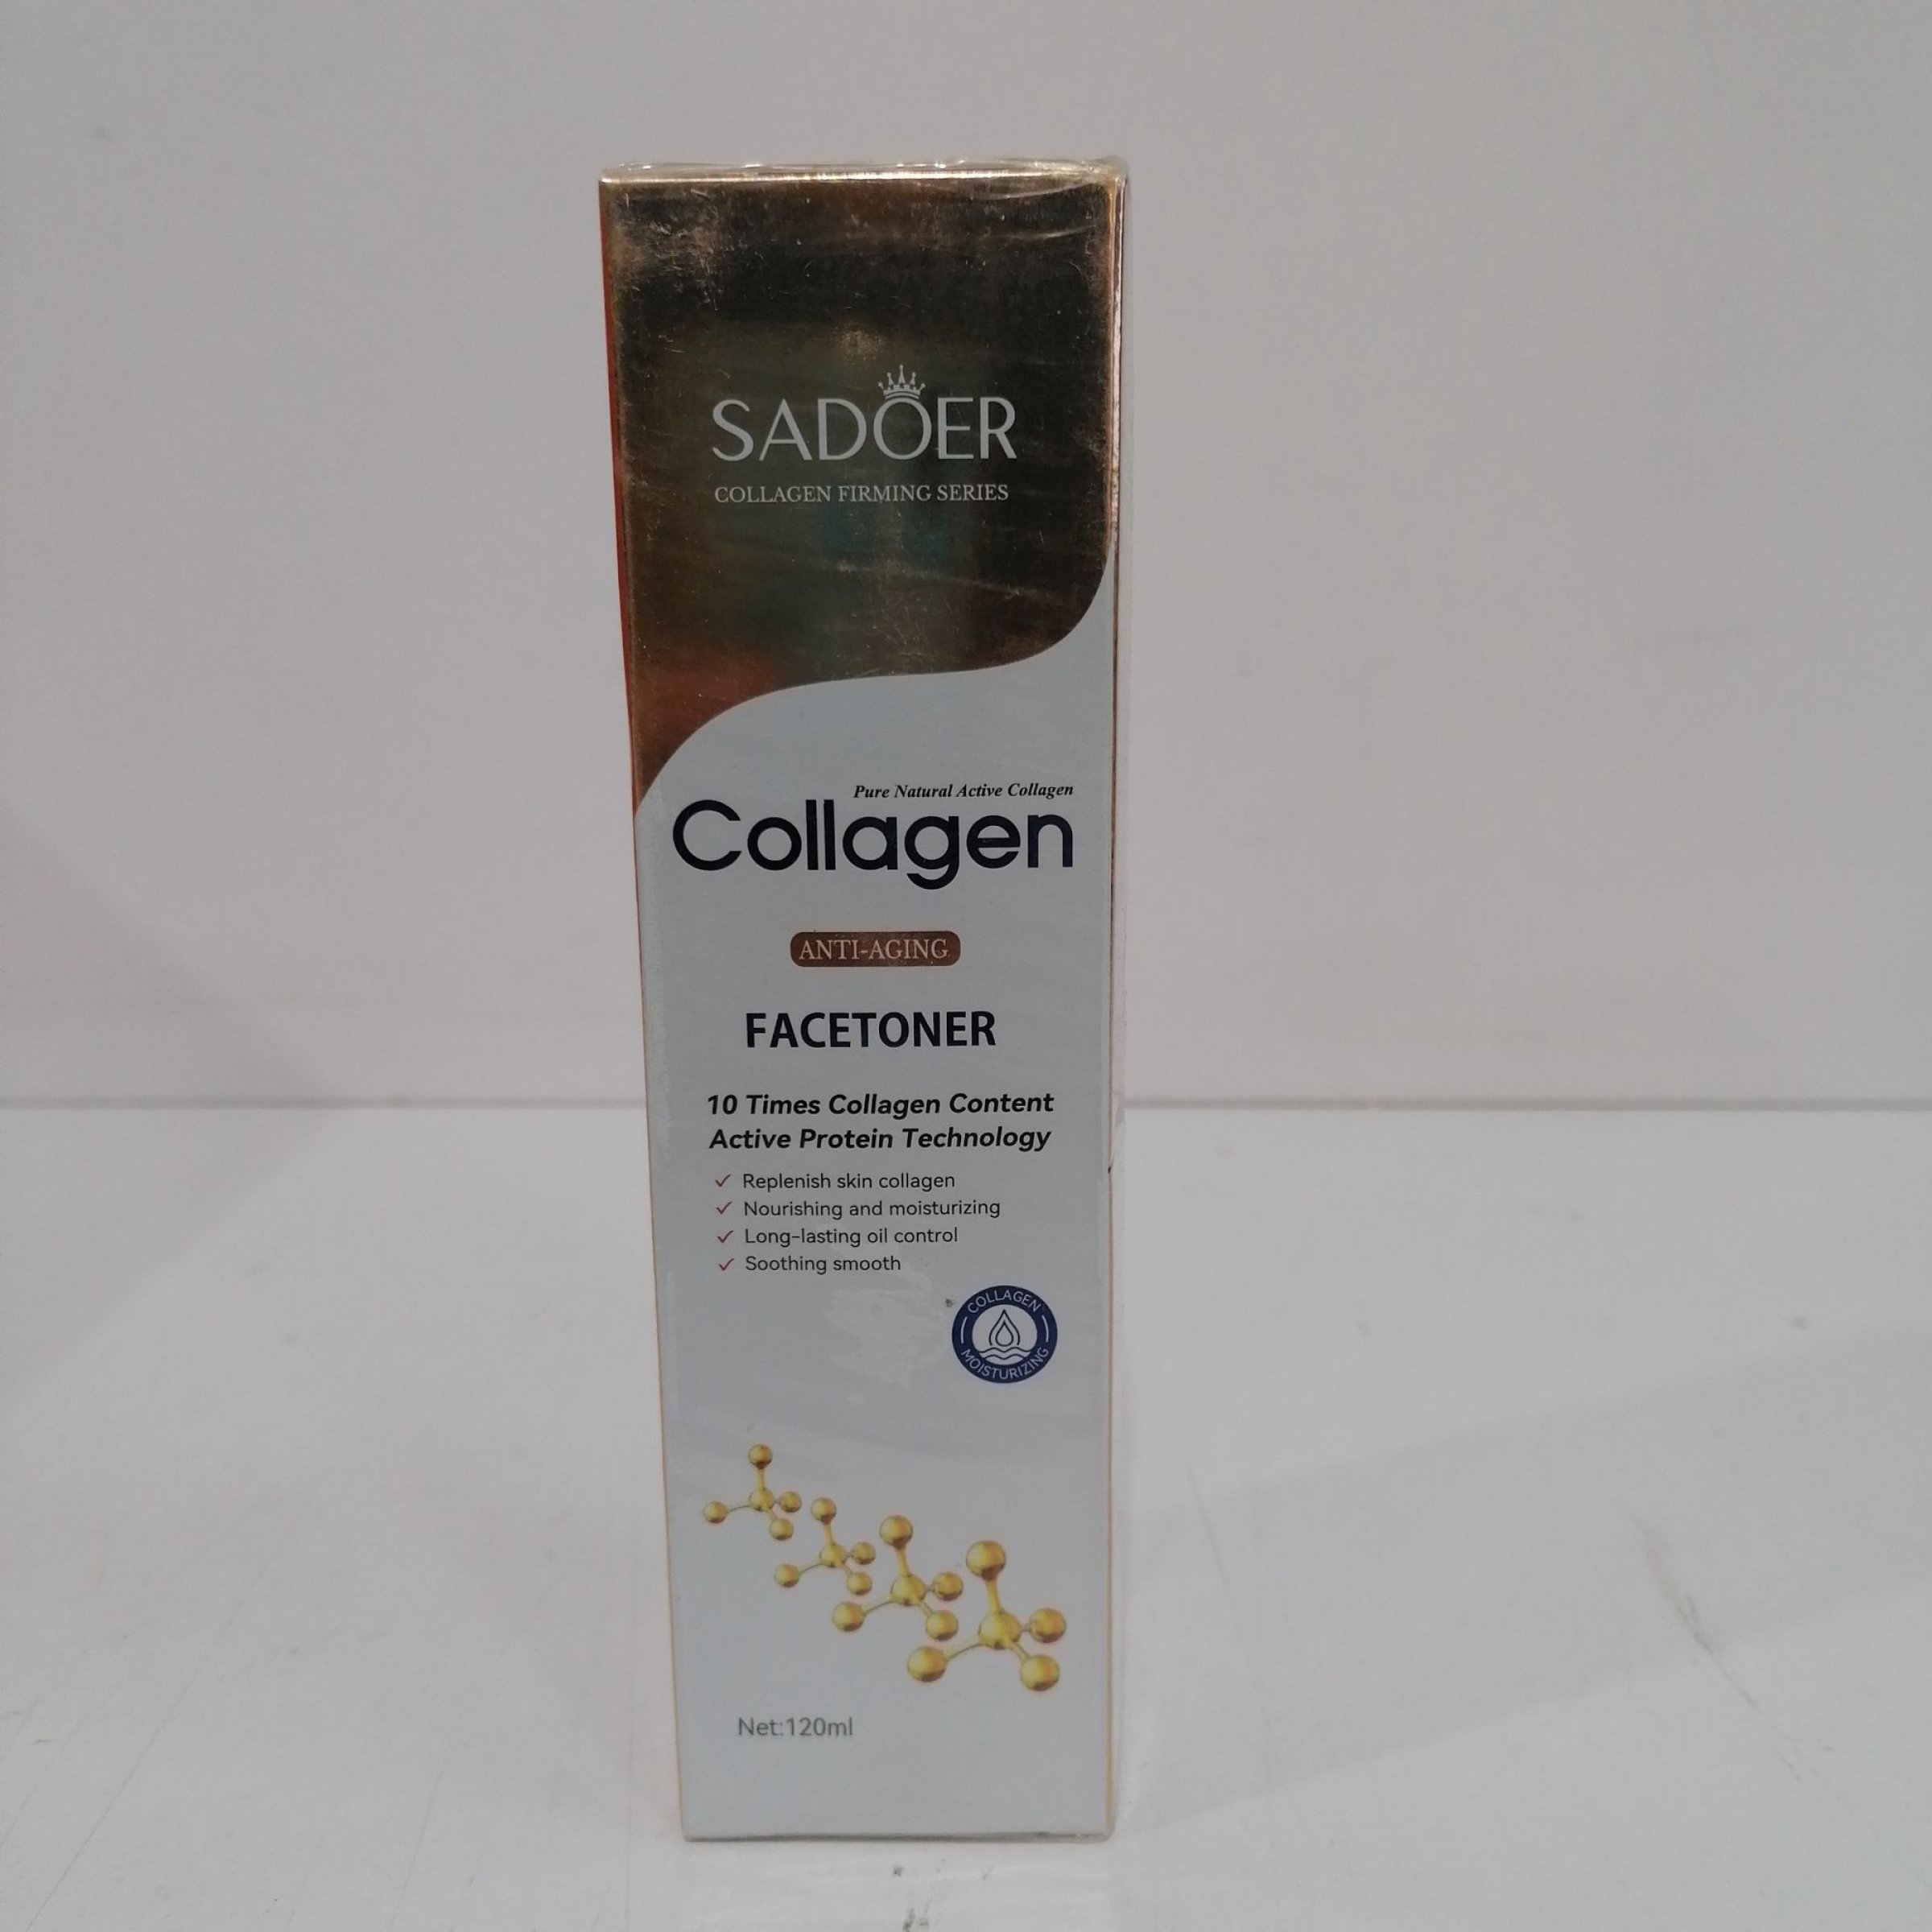 SADOER
COLLAGEN FIRMING SERIES
Pure Natural Active Collagen
Collagen
ANTI-AGING
FACETONER
10 Times Collagen Content
Active Protein Technology
Replenish skin collagen
Nourishing and moisturizing
Long-lasting oil control
Soothing smooth
COLLAGEN
MOISTURIZING
Net:120ml